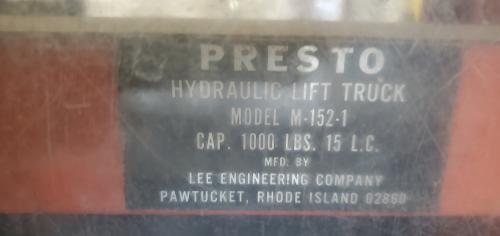 PRESTO
HYDRAULIC LIFT TRUCK
MODEL M-152-1
CAP. 1000 LBS. 15 L.C.
MFD. BY
LEE ENGINEERING COMPANY
PAWTUCKET, RHODE ISLAND 02860